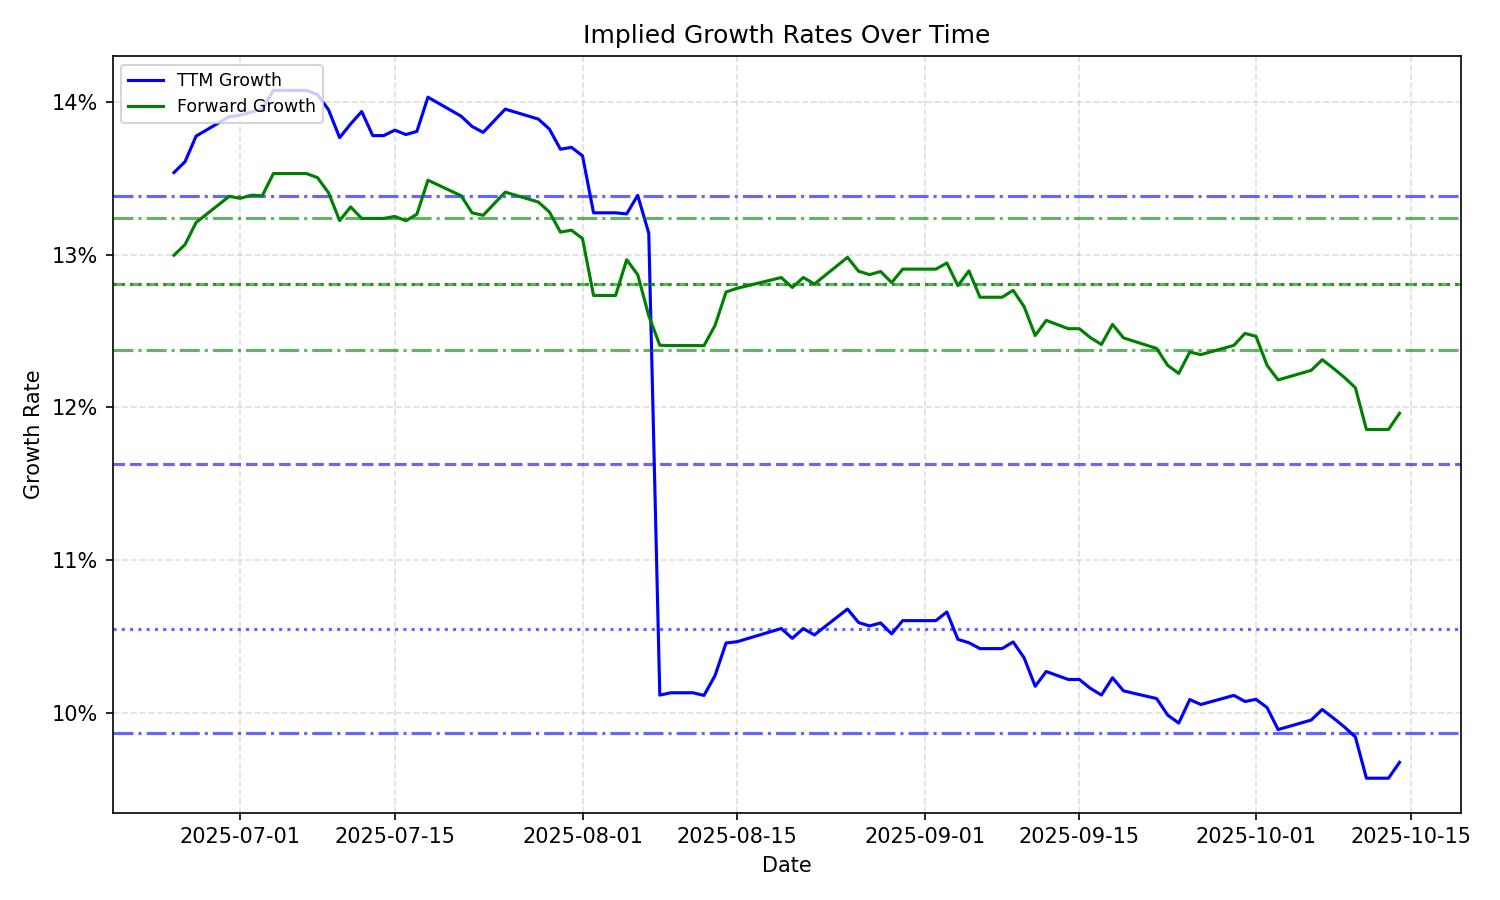 Implied Growth Rates Over Time
TTM Growth
Forward Growth
14%
13%
12%
11%
10%
Growth Rate
2025-07-01 2025-07-15 2025-08-01 2025-08-15 2025-09-01 2025-09-15 2025-10-01 2025-10-15
Date